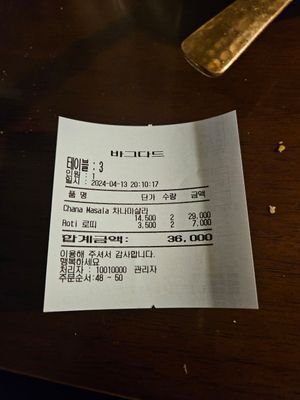 바그다드
테이블 : 3
인원 : 1
일시 : 2024-04-13 20:10:17
품 명 단가 수량 금액
Chana Masala 차나마살라
14,500 2 29,000
Roti 로띠 3,500 2 7,000
합계금액: 36,000
이용해 주셔서 감사합니다.
행복하세요
처리자 : 10010000 관리자
주문순서:48 - 50